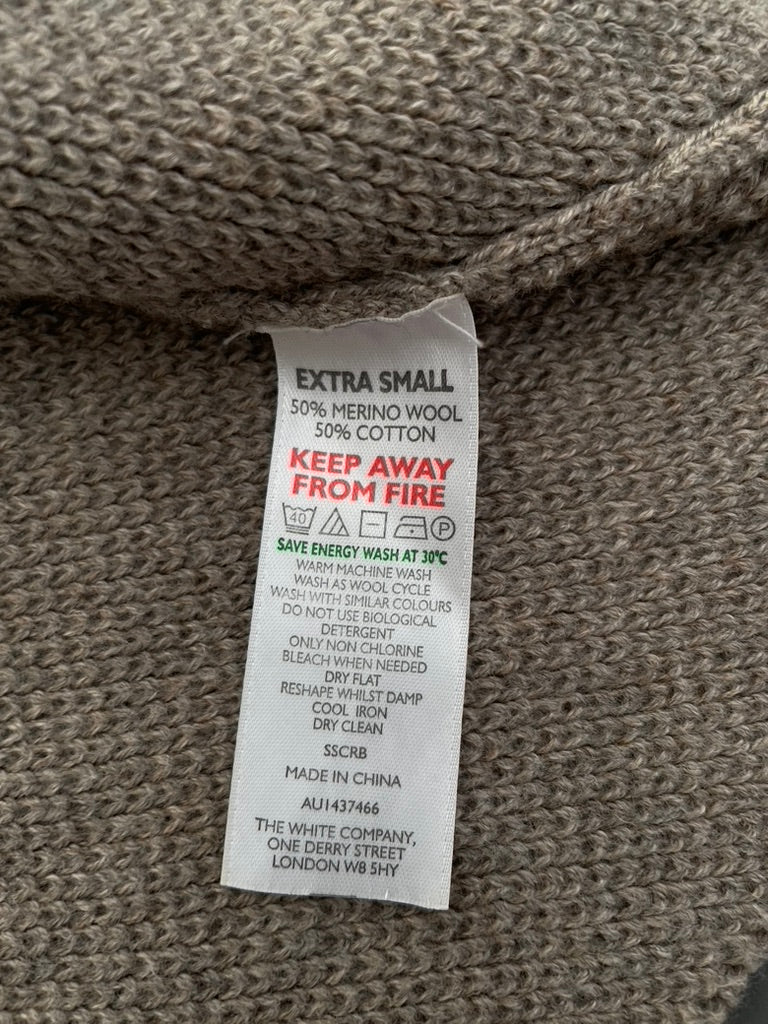 EXTRA SMALL
50% MERINO WOOL
50% COTTON
KEEP AWAY
FROM FIRE
40 P
SAVE ENERGY WASH AT 30°C
WARM MACHINE WASH
WASH AS WOOL CYCLE
WASH WITH SIMILAR COLOURS
DO NOT USE BIOLOGICAL
DETERGENT
ONLY NON CHLORINE
BLEACH WHEN NEEDED
DRY FLAT
RESHAPE WHILST DAMP
COOL IRON
DRY CLEAN
SSCRB
MADE IN CHINA
AU1437466
THE WHITE COMPANY,
ONE DERRY STREET
LONDON W8 5HY